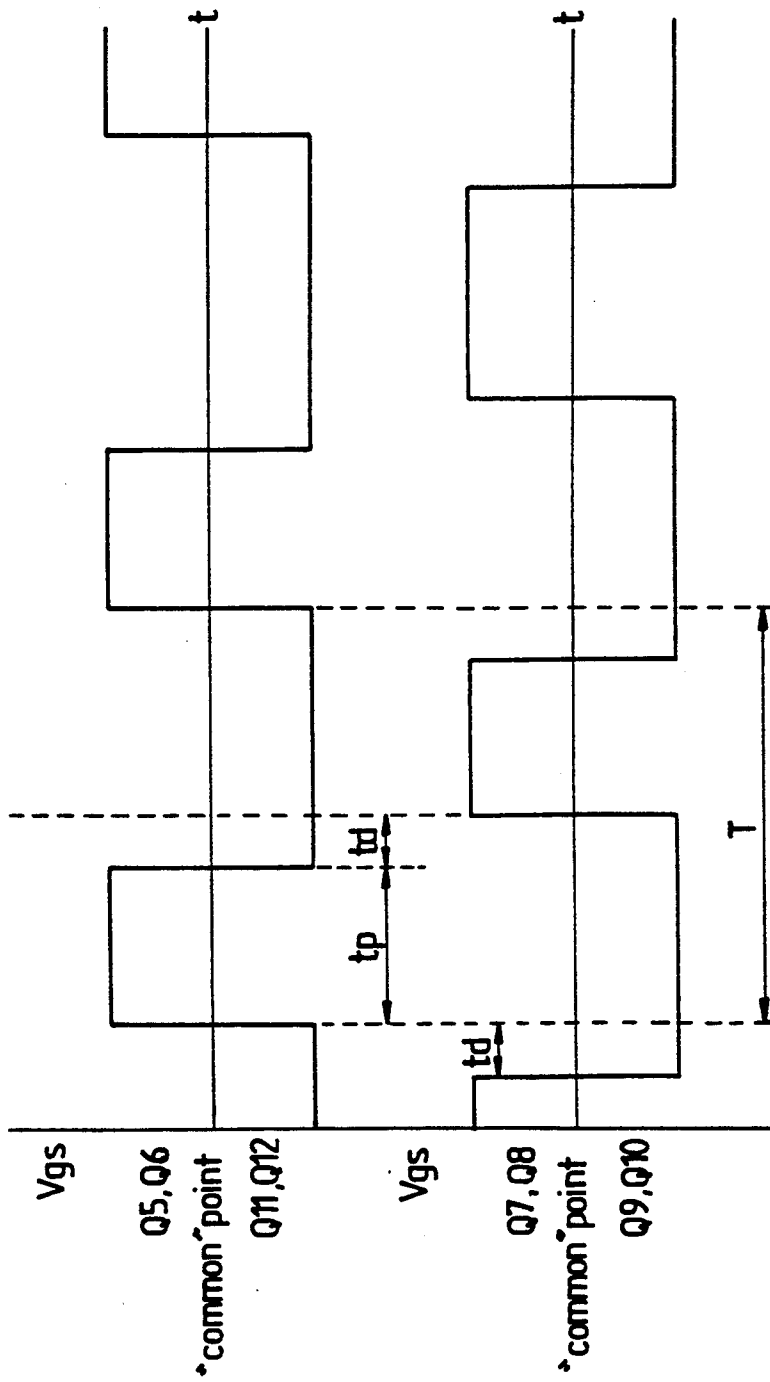 Vgs
Q5,Q6
"common" point
Q11,Q12
t
tp
td
Vgs
td
Q7,Q8
"common" point
Q9,Q10
t
T